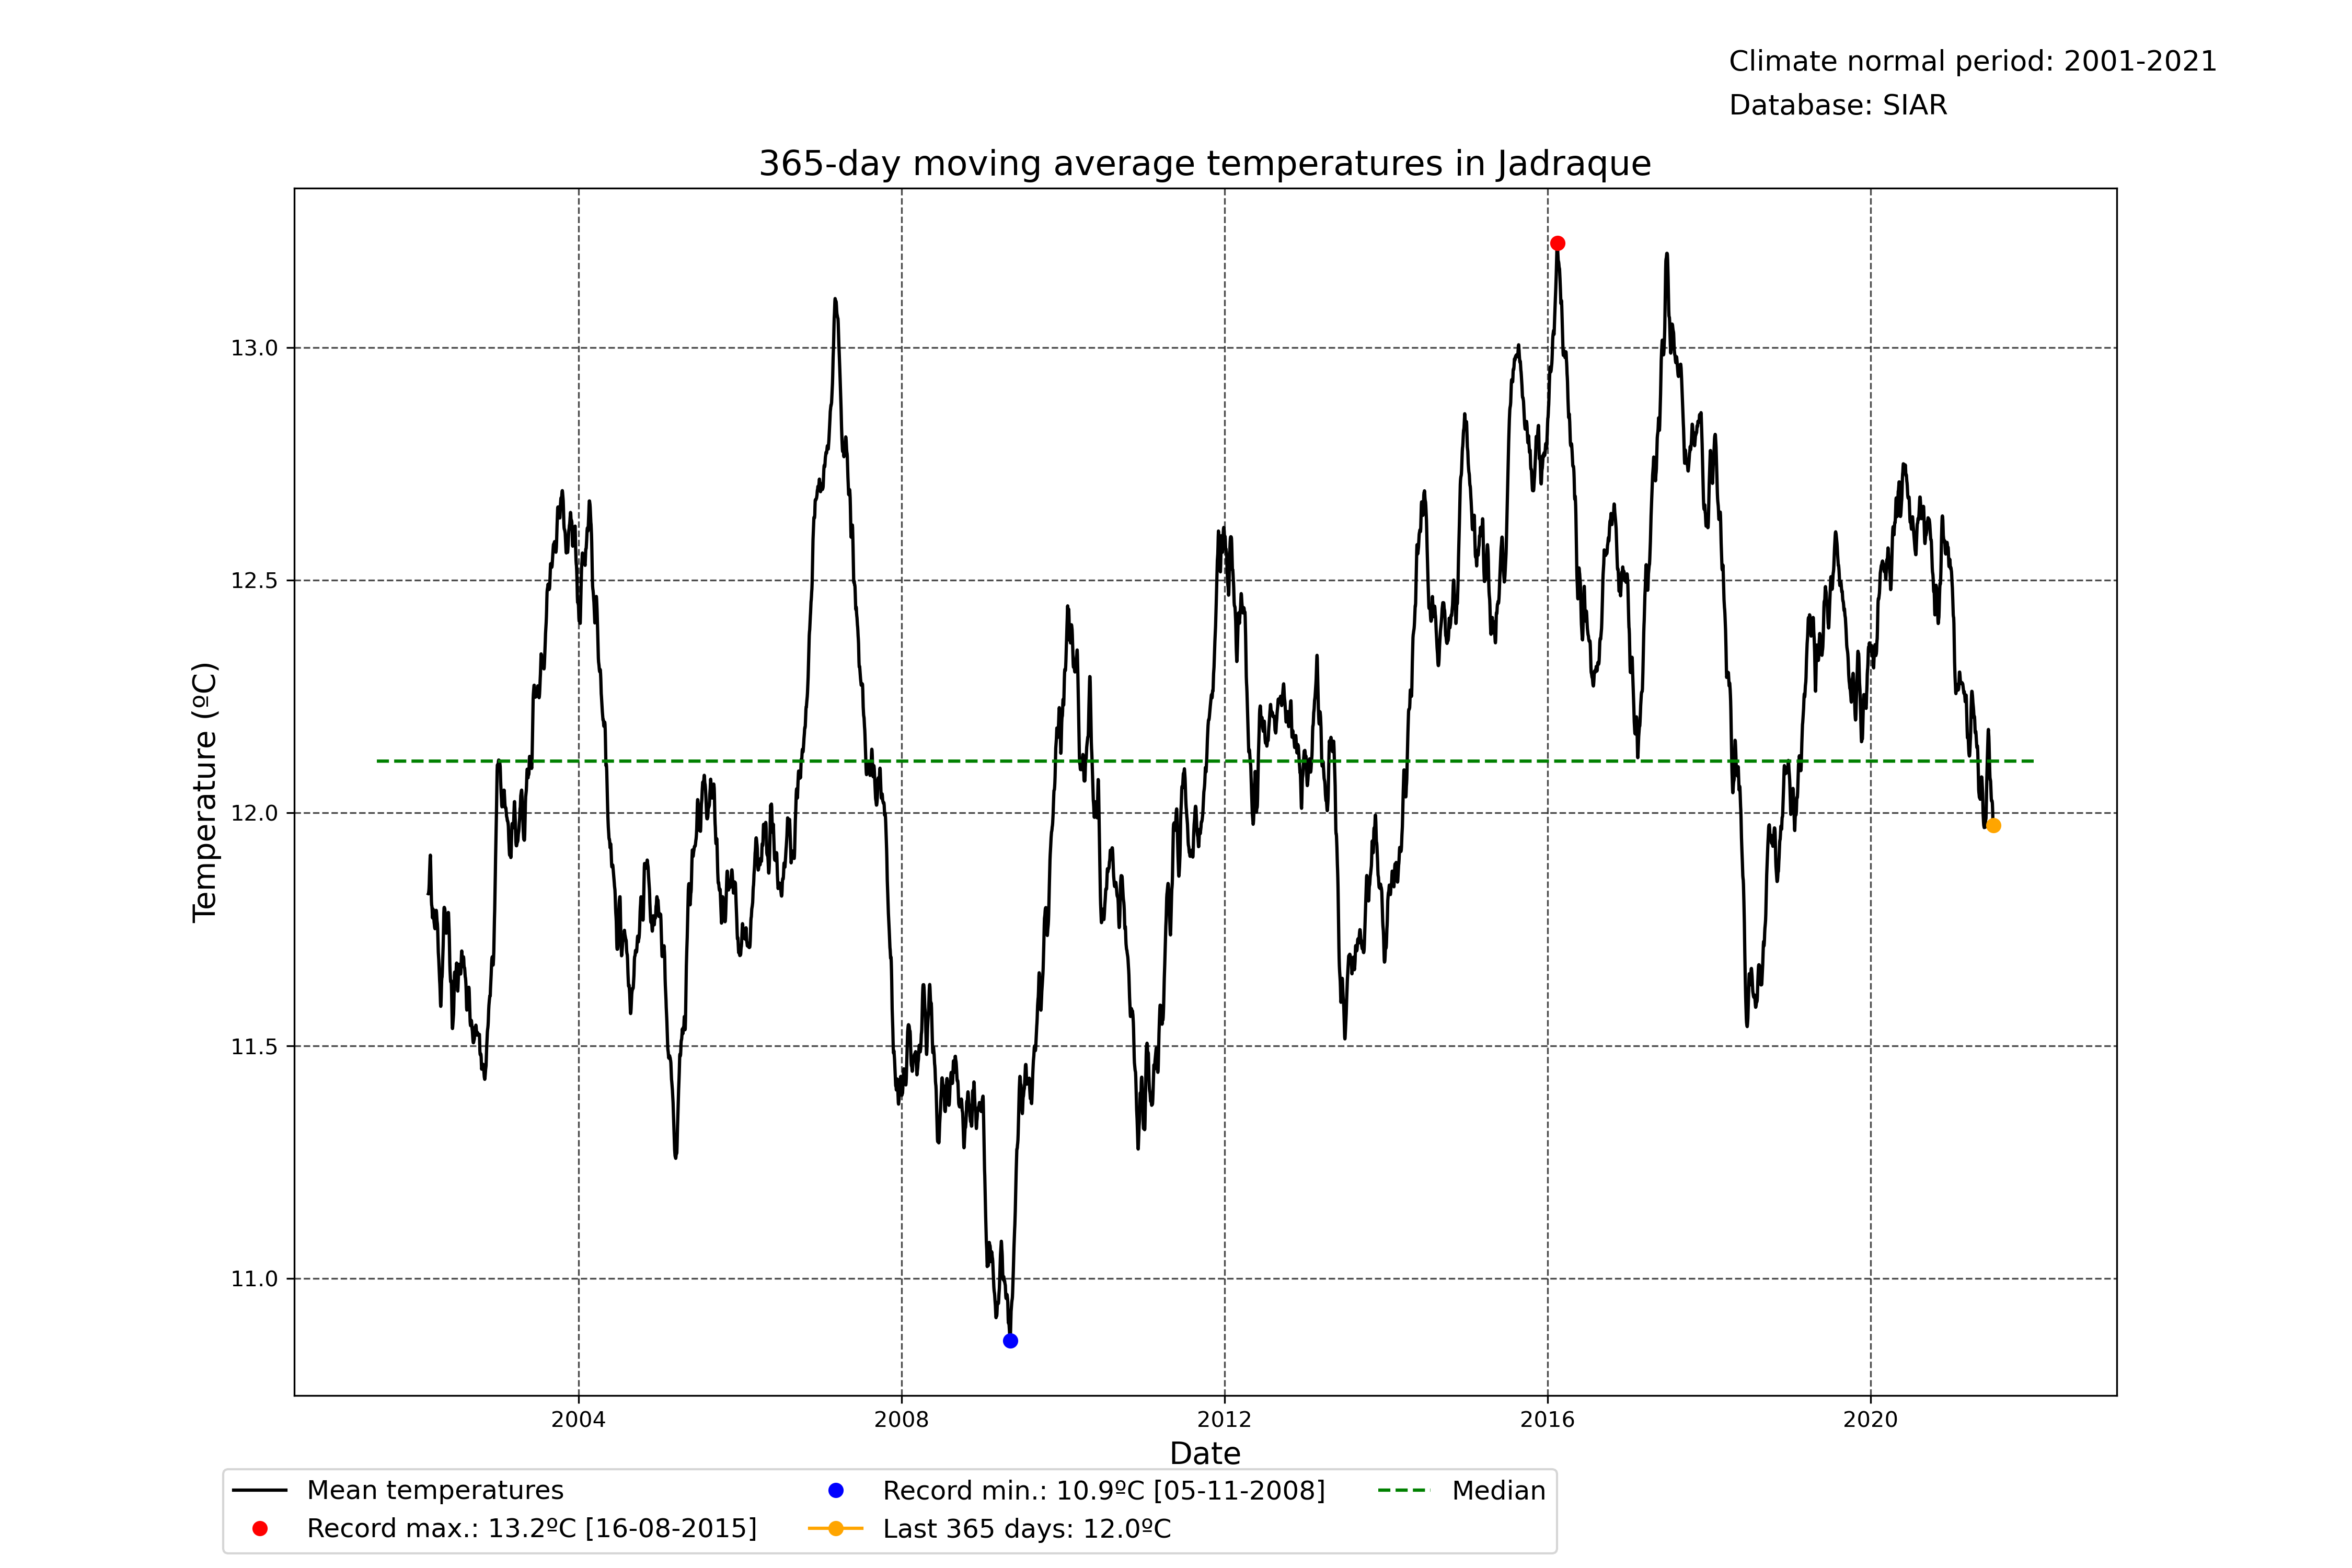 Climate normal period: 2001-2021
Database: SIAR
365-day moving average temperatures in Jadraque
Temperature (ºC)
13.0
12.5
12.0
11.5
11.0
2004
2008
2012
2016
2020
Date
Mean temperatures
Record max.: 13.2ºC [16-08-2015]
Record min.: 10.9ºC [05-11-2008]
Last 365 days: 12.0ºC
Median